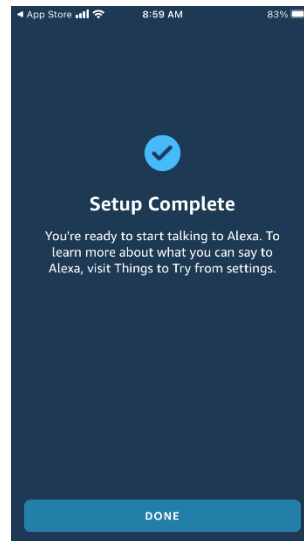 App Store 8:59 AM 83%
Setup Complete
You're ready to start talking to Alexa. To
learn more about what you can say to
Alexa, visit Things to Try from settings.
DONE